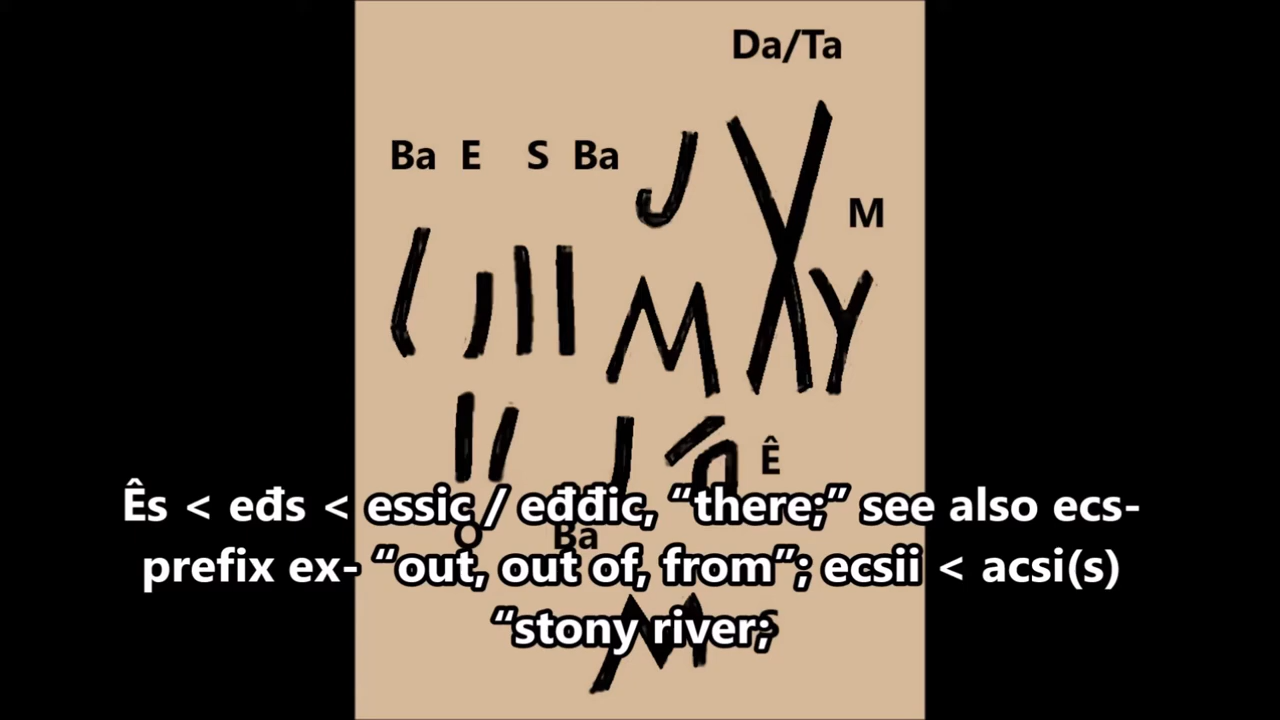 Da/Ta
Ba E S Ba
M
Ê
O Ba
Ês < eđs < essic / eđđic, “there;” see also ecs-
prefix ex- “out, out of, from”; ecsii < acsi(s)
“stony river;